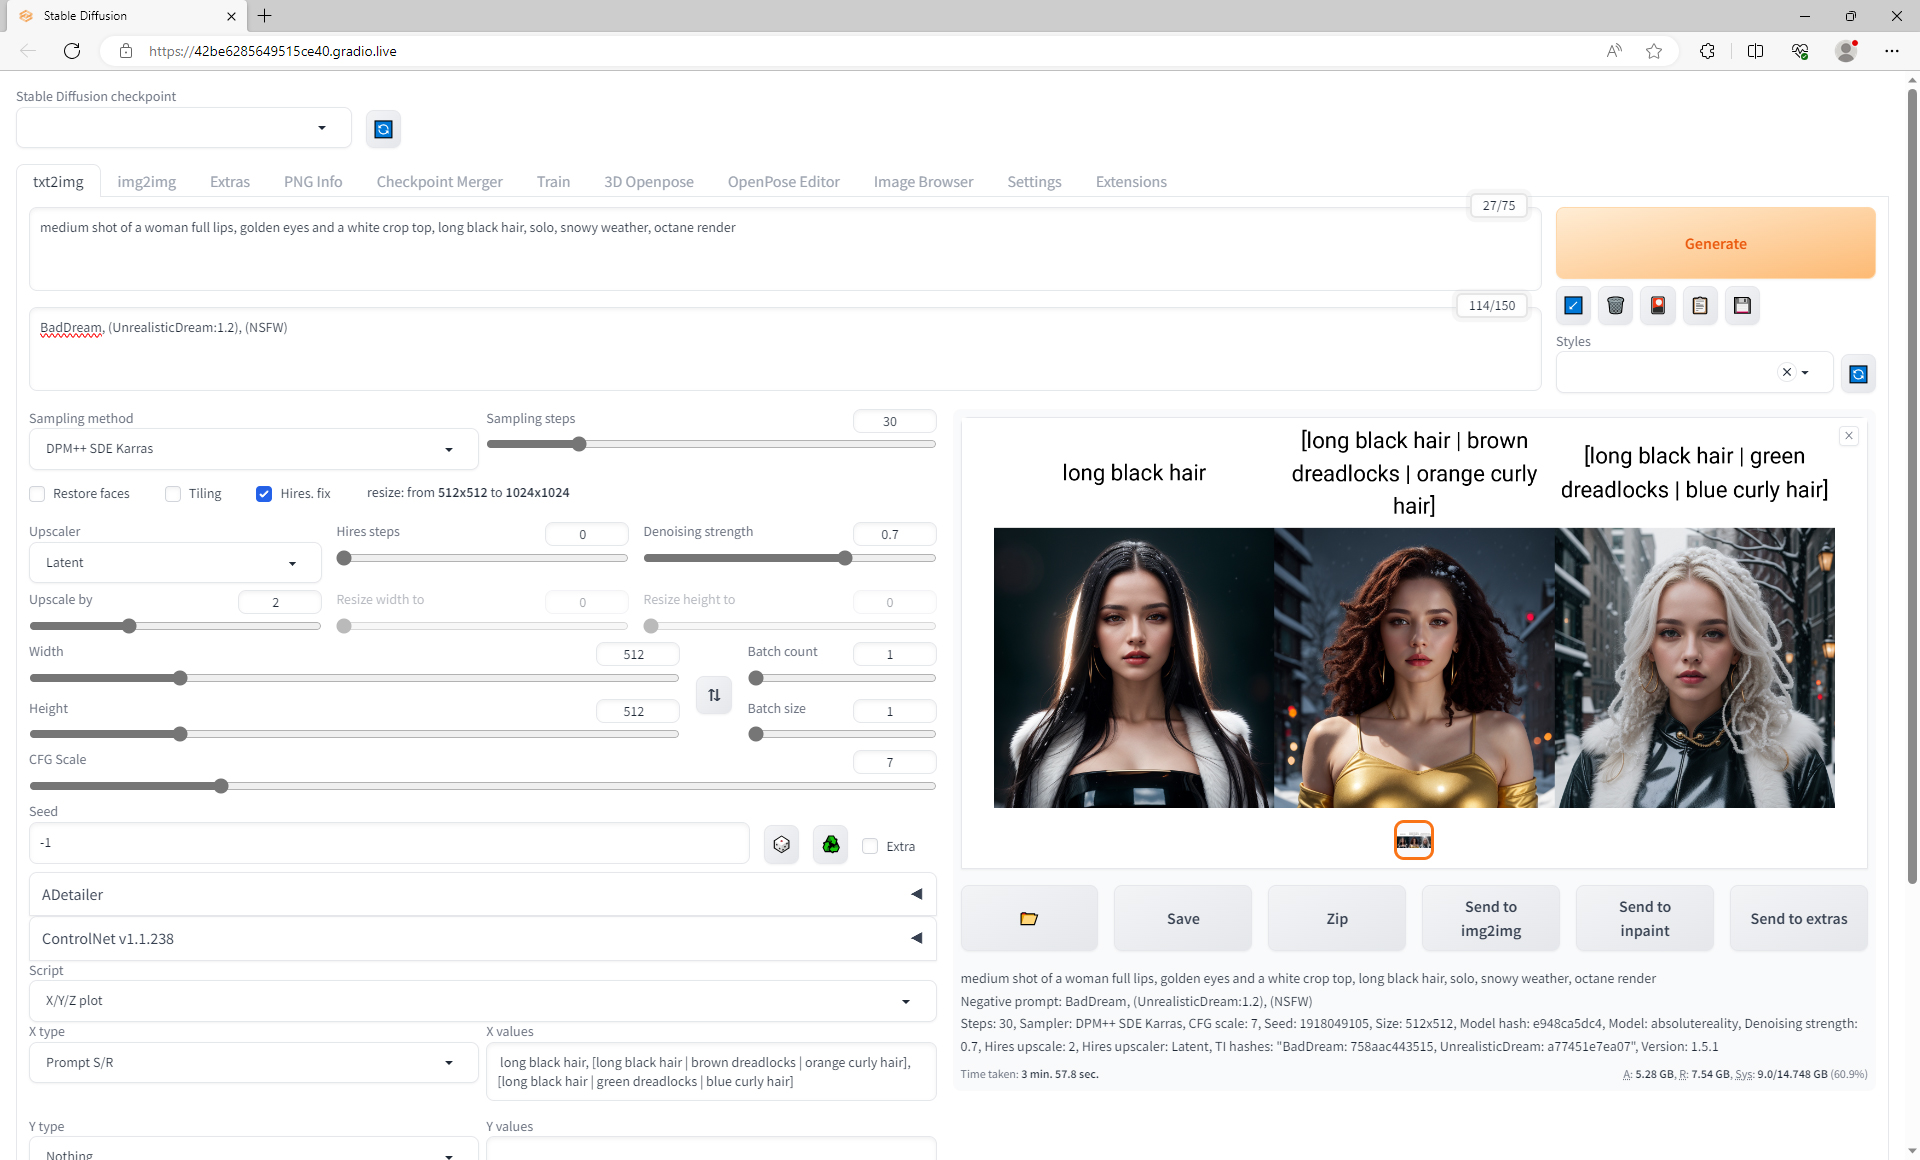 Stable Diffusion
https://42be6285649515ce40.gradio.live
Stable Diffusion checkpoint
txt2img
img2img
Extras
PNG Info
Checkpoint Merger
Train
3D Openpose
OpenPose Editor
Image Browser
Settings
Extensions
27/75
medium shot of a woman full lips, golden eyes and a white crop top, long black hair, solo, snowy weather, octane render
Generate
114/150
BadDream, (UnrealisticDream:1.2), (NSFW)
Styles
Sampling method
DPM++ SDE Karras
Sampling steps
30
Restore faces
Tiling
Hires. fix
resize: from 512x512 to 1024x1024
Upscaler
Latent
Hires steps
0
Denoising strength
0.7
Upscale by
2
Resize width to
0
Resize height to
0
Width
512
Batch count
1
Height
512
Batch size
1
CFG Scale
7
Seed
-1
Extra
ADetailer
ControlNet v1.1.238
Script
X/Y/Z plot
X type
Prompt S/R
X values
long black hair, [long black hair | brown dreadlocks | orange curly hair],
[long black hair | green dreadlocks | blue curly hair]
Y type
Nothing
Y values
long black hair
[long black hair | brown
dreadlocks | orange curly
hair]
[long black hair | green
dreadlocks | blue curly hair]
Save
Zip
Send to
img2img
Send to
inpaint
Send to extras
medium shot of a woman full lips, golden eyes and a white crop top, long black hair, solo, snowy weather, octane render
Negative prompt: BadDream, (UnrealisticDream:1.2), (NSFW)
Steps: 30, Sampler: DPM++ SDE Karras, CFG scale: 7, Seed: 1918049105, Size: 512x512, Model hash: e948ca5dc4, Model: absolutereality, Denoising strength:
0.7, Hires upscale: 2, Hires upscaler: Latent, TI hashes: "BadDream: 758aac443515, UnrealisticDream: a77451e7ea07", Version: 1.5.1
Time taken: 3 min. 57.8 sec.
A: 5.28 GB, R: 7.54 GB, Sys: 9.0/14.748 GB (60.9%)